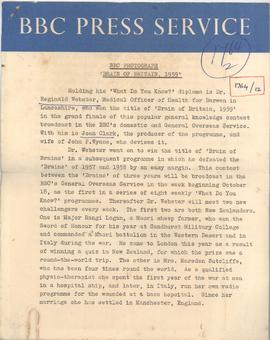 BBC PRESS SERVICE
1764/2
1764/12
BBC PHOTOGRAPH
'BRAIN OF BRITAIN, 1959'
Holding his 'What Do You Know?' diploma is Dr.
Reginald Webster, Medical Officer of Health for Darwen in
Lancashire, who won the title of 'Brain of Britain, 1959' in
the grand finale of this popular general knowledge contest
broadcast in the BBC's domestic and General Overseas Service.
With him is Joan Clark, the producer of the programme, and
wife of John P. Wynne, who devises it.
Dr. Webster went on to win the title of 'Brain of
Brains' in a subsequent programme in which he defeated the
'Brains' of 1957 and 1958 by an easy margin. This contest
between the 'Brains' of three years will be broadcast in the
BBC's General Overseas Service in the week beginning October
18, as the first in a series of eight weekly 'What Do You
Know?' programmes. Thereafter Dr. Webster will meet two new
challengers every week. The first two are both New Zealanders.
One is Major Rangi Logan, a Maori sheep farmer, who won the
Sword of Honour for his year at Sandhurst Military College
and commanded a Maori battalion in the Western Desert and in
Italy during the war. He came to London this year as a result
of winning a quiz in New Zealand, for which the prize was a
round-the-world trip. The other is Mrs. Marsden Sutcliffe, who
has been four times round the world. As a qualified
physio-therapist she spent the first year of the war at sea
in a hospital ship, and later, in Italy, ran her own radio
programme for the wounded at a base hospital. Since her
marriage she has settled in Manchester, England.